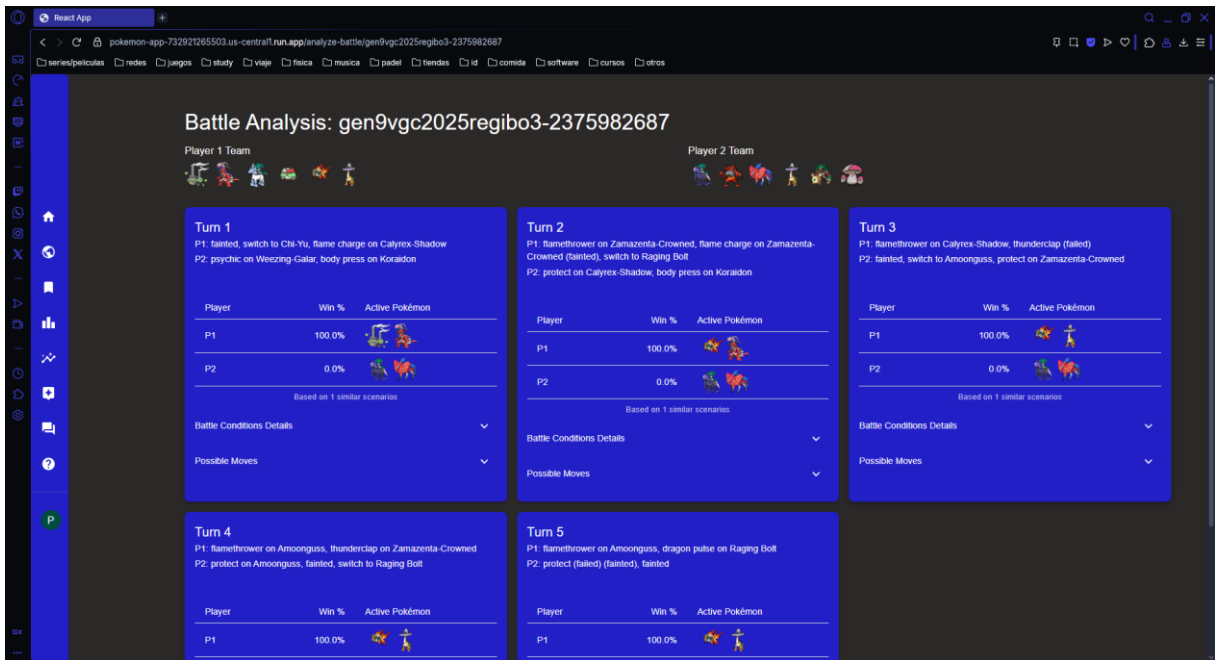 React App
pokemon-app-732921265503.us-central1.run.app/analyze-battle/gen9vgc2025regibo3-2375982687
series/peliculas redes juegos study viaje fisica musica padel tiendas id comida software cursos otros
Battle Analysis: gen9vgc2025regibo3-2375982687
Player 1 Team
Player 2 Team
Turn 1
P1: fainted, switch to Chi-Yu, flame charge on Calyrex-Shadow
P2: psychic on Weezing-Galar, body press on Koraidon
Player Win % Active Pokémon
P1 100.0%
P2 0.0%
Based on 1 similar scenarios
Battle Conditions Details
Possible Moves
Turn 2
P1: flamethrower on Zamazenta-Crowned, flame charge on Zamazenta-
Crowned (fainted), switch to Raging Bolt
P2: protect on Calyrex-Shadow, body press on Koraidon
Player Win % Active Pokémon
P1 100.0%
P2 0.0%
Based on 1 similar scenarios
Battle Conditions Details
Possible Moves
Turn 3
P1: flamethrower on Calyrex-Shadow, thunderclap (failed)
P2: fainted, switch to Amoonguss, protect on Zamazenta-Crowned
Player Win % Active Pokémon
P1 100.0%
P2 0.0%
Based on 1 similar scenarios
Battle Conditions Details
Possible Moves
P
Turn 4
P1: flamethrower on Amoonguss, thunderclap on Zamazenta-Crowned
P2: protect on Amoonguss, fainted, switch to Raging Bolt
Player Win % Active Pokémon
P1 100.0%
Turn 5
P1: flamethrower on Amoonguss, dragon pulse on Raging Bolt
P2: protect (failed) (fainted), fainted
Player Win % Active Pokémon
P1 100.0%
GX